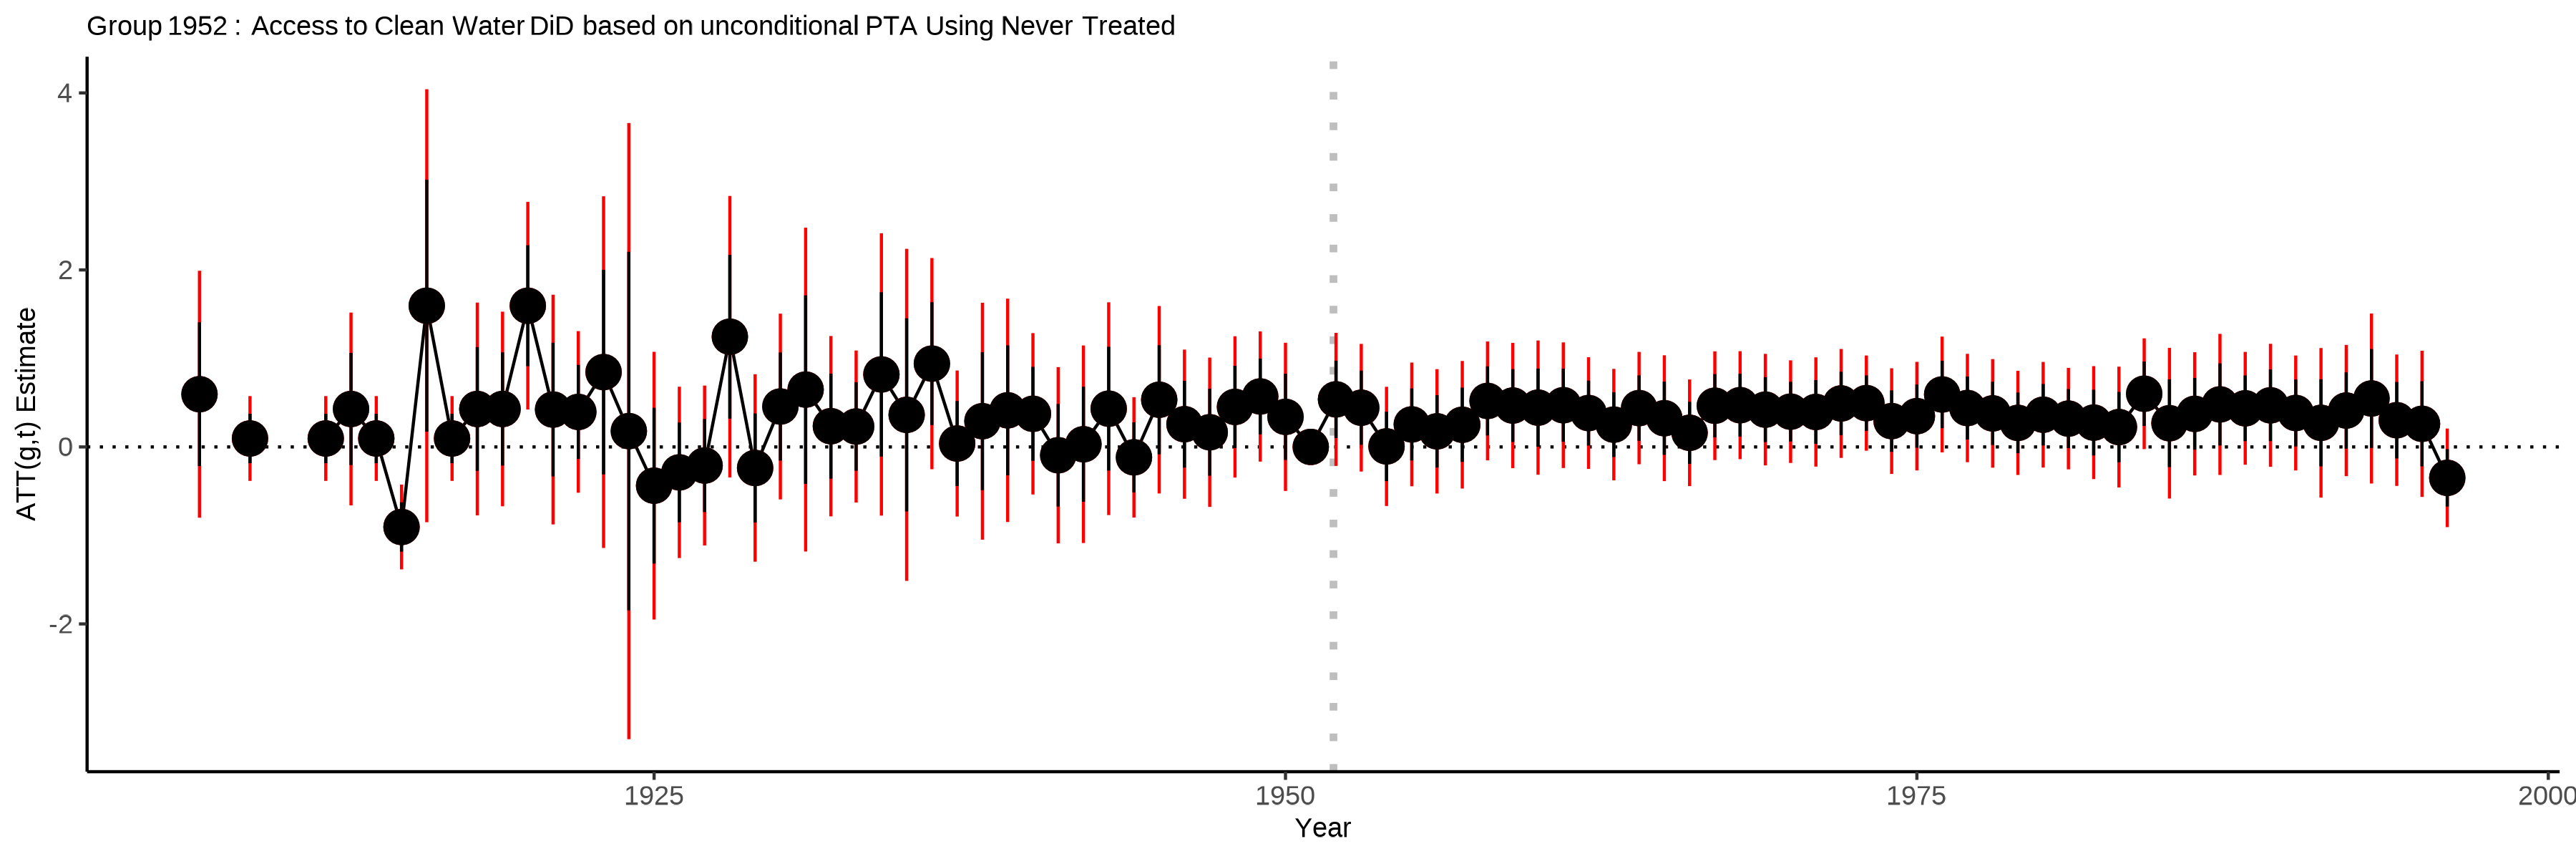 Group 1952 : Access to Clean Water DiD based on unconditional PTA Using Never Treated
ATT(g,t) Estimate
4
2
0
-2
1925
1950
1975
2000
Year